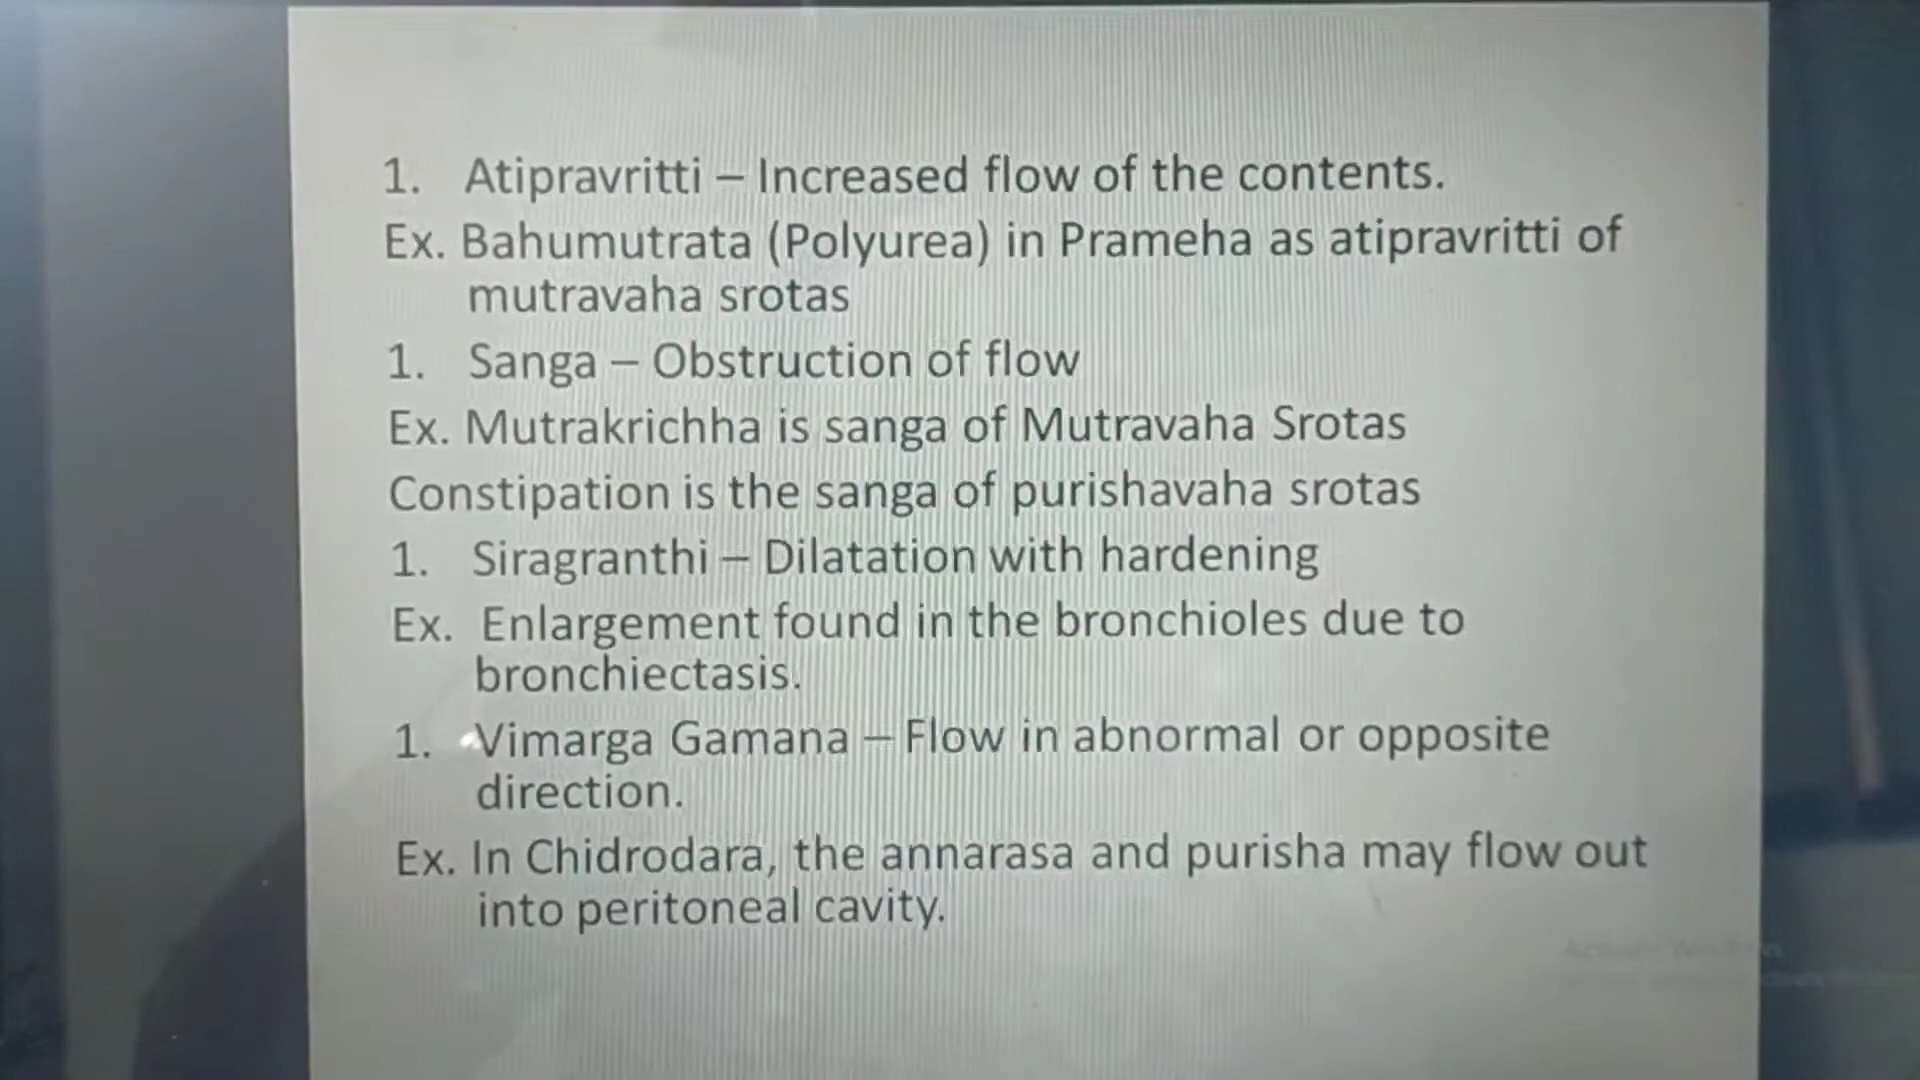 1. Atipravritti – Increased flow of the contents.
Ex. Bahumutrata (Polyurea) in Prameha as atipravritti of
mutravaha srotas
1. Sanga – Obstruction of flow
Ex. Mutrakrichha is sanga of Mutravaha Srotas
Constipation is the sanga of purishavaha srotas
1. Siragranthi – Dilatation with hardening
Ex. Enlargement found in the bronchioles due to
bronchiectasis.
1. Vimarga Gamana – Flow in abnormal or opposite
direction.
Ex. In Chidrodara, the annarasa and purisha may flow out
into peritoneal cavity.